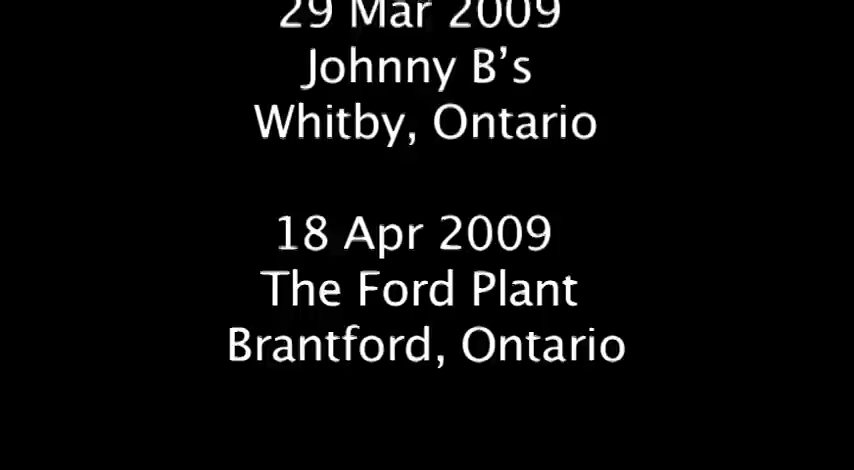 29 Mar 2009
Johnny B’s
Whitby, Ontario
18 Apr 2009
The Ford Plant
Brantford, Ontario